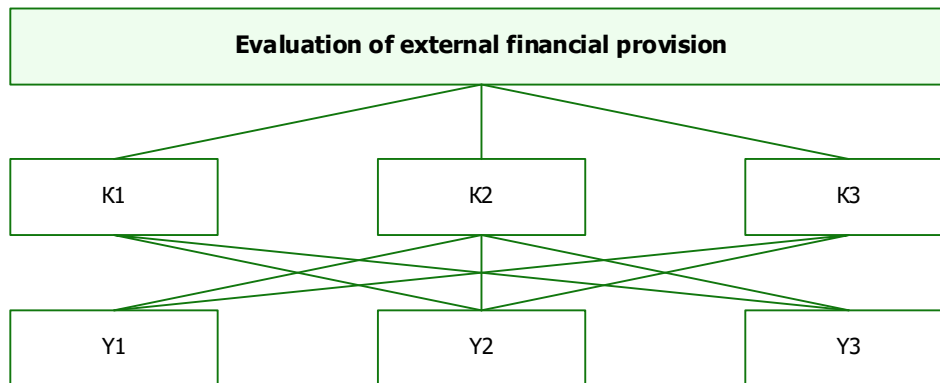 Evaluation of external financial provision
K1
K2
K3
Y1
Y2
Y3